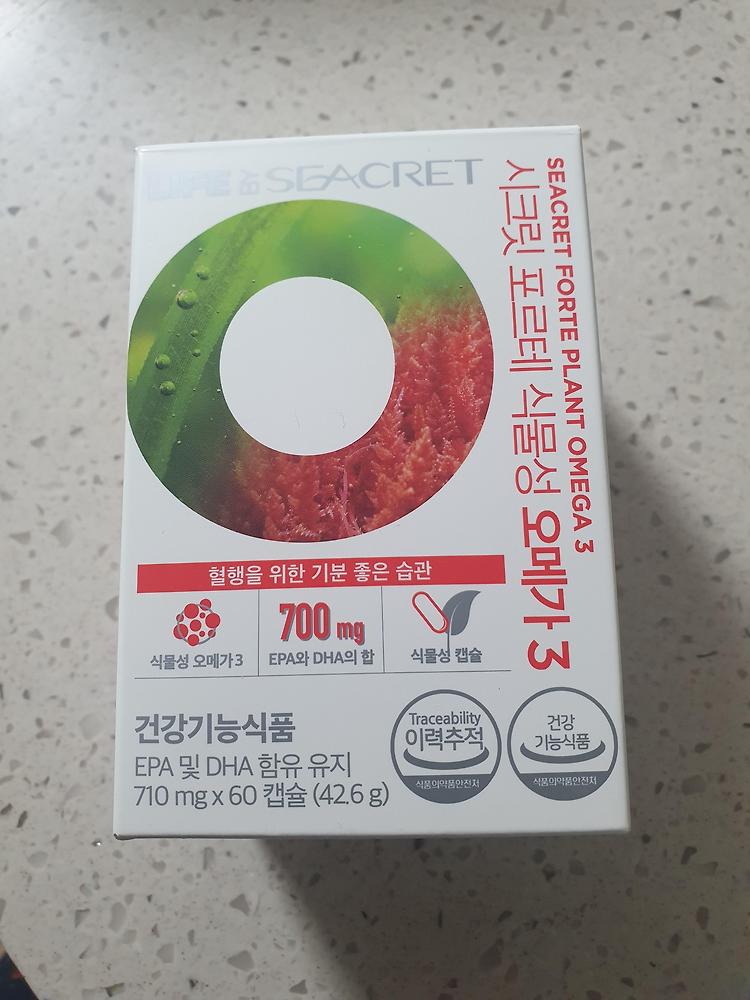 LIFE BY SEACRET
SEACRET FORTE PLANT OMEGA 3
시크릿 포르테 식물성 오메가 3
혈행을 위한 기분 좋은 습관
식물성 오메가3
700 mg
EPA와 DHA의 합
식물성 캡슐
건강기능식품
EPA 및 DHA 함유 유지
710 mg x 60 캡슐 (42.6 g)
Traceability
이력추적
식품의약품안전처
건강
기능식품
식품의약품안전처